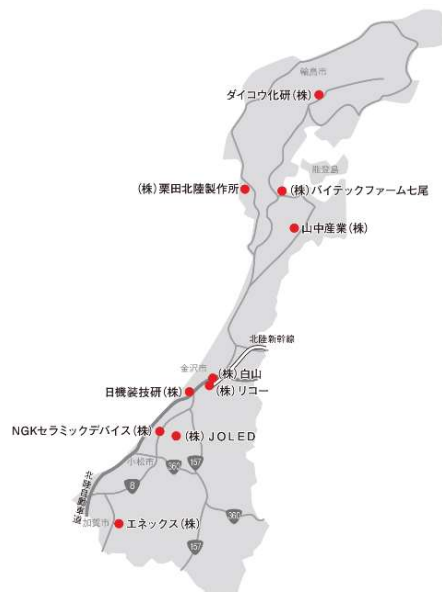 輪島市
ダイコウ化研(株)
能登島
(株)栗田北陸製作所
(株)バイテックファーム七尾
山中産業(株)
北陸新幹線
金沢市
(株)白山
日機装技研(株)
(株)リコー
NGKセラミックデバイス(株)
(株)JOLED
小松市
360
157
8
北陸自動車道
加賀市
エネックス(株)
360
157